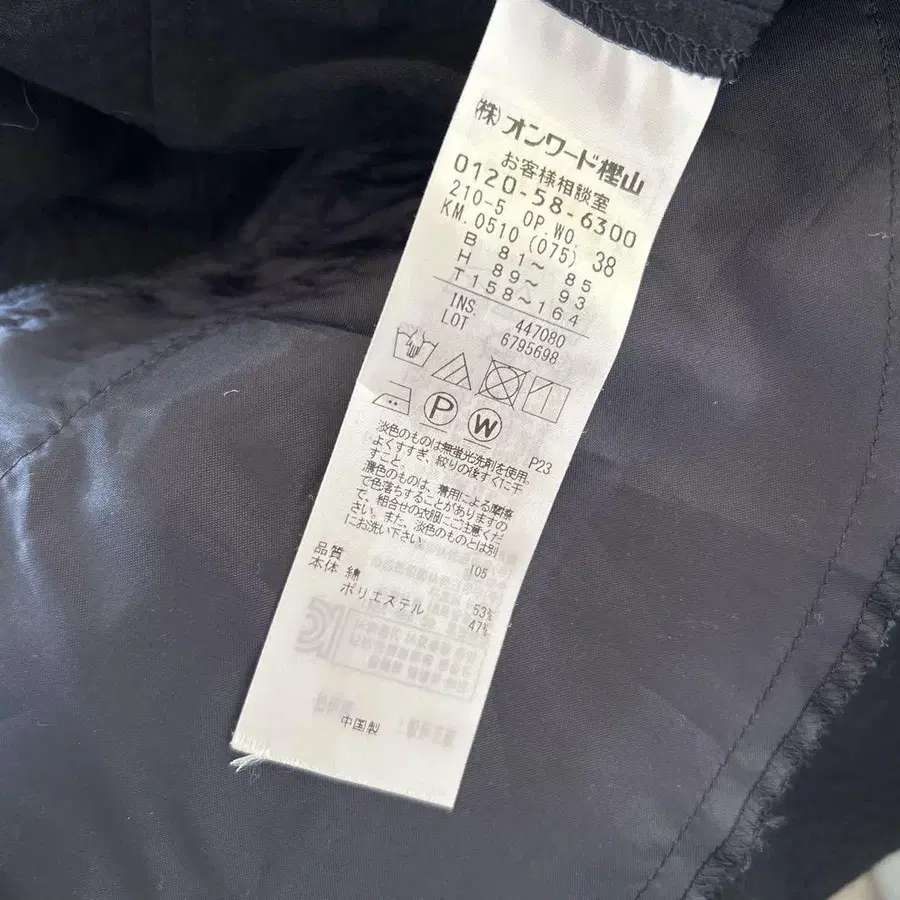 (株)オンワード樫山
お客様相談室
0120-58-6300
210-5 OP.WO.
KM.0510 (075) 38
B 81～ 85
H 89～ 93
T158～164
INS 447080
LOT 6795698
P W
P23
淡色のものは無蛍光洗剤を使用。
よくすすぎ、絞りの後すぐに干
すこと。
濃色のものは、着用による摩擦
で色落ちすることがありますの
で、組合せの衣服にご注意くだ
さい。また、淡色のものとは別
にお洗い下さい。
105
品質
本体 綿 53%
ポリエステル 47%
中国製